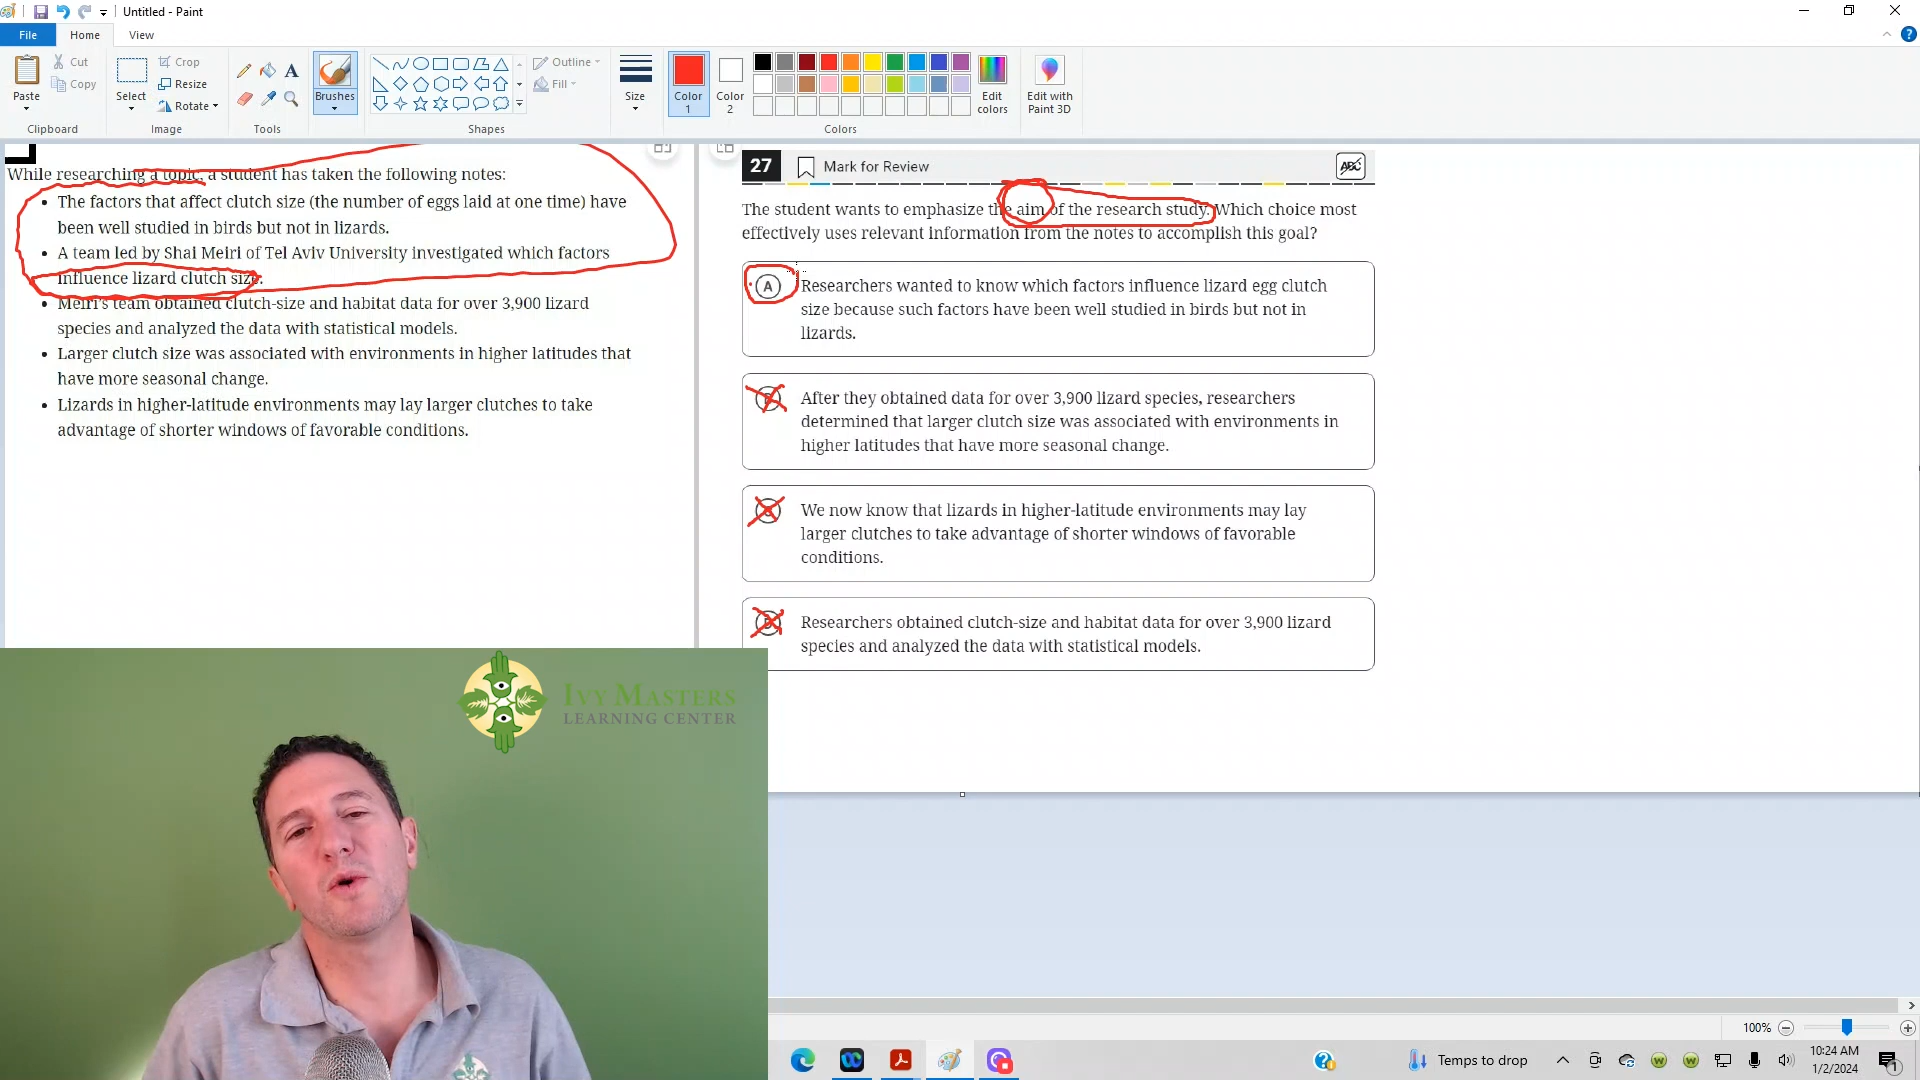 Untitled - Paint
File
Home
View
Paste
Cut
Copy
Clipboard
Select
Crop
Resize
Rotate
Image
Tools
Brushes
Shapes
Outline
Fill
Size
Color 1
Color 2
Edit colors
Edit with Paint 3D
Colors
While researching a topic, a student has taken the following notes:
• The factors that affect clutch size (the number of eggs laid at one time) have
been well studied in birds but not in lizards.
• A team led by Shai Meiri of Tel Aviv University investigated which factors
influence lizard clutch size.
• Meiri's team obtained clutch-size and habitat data for over 3,900 lizard
species and analyzed the data with statistical models.
• Larger clutch size was associated with environments in higher latitudes that
have more seasonal change.
• Lizards in higher-latitude environments may lay larger clutches to take
advantage of shorter windows of favorable conditions.
27 Mark for Review ABC
The student wants to emphasize the aim of the research study. Which choice most
effectively uses relevant information from the notes to accomplish this goal?
A Researchers wanted to know which factors influence lizard egg clutch
size because such factors have been well studied in birds but not in
lizards.
After they obtained data for over 3,900 lizard species, researchers
determined that larger clutch size was associated with environments in
higher latitudes that have more seasonal change.
We now know that lizards in higher-latitude environments may lay
larger clutches to take advantage of shorter windows of favorable
conditions.
Researchers obtained clutch-size and habitat data for over 3,900 lizard
species and analyzed the data with statistical models.
IVY MASTERS
LEARNING CENTER
100%
Temps to drop
10:24 AM
1/2/2024